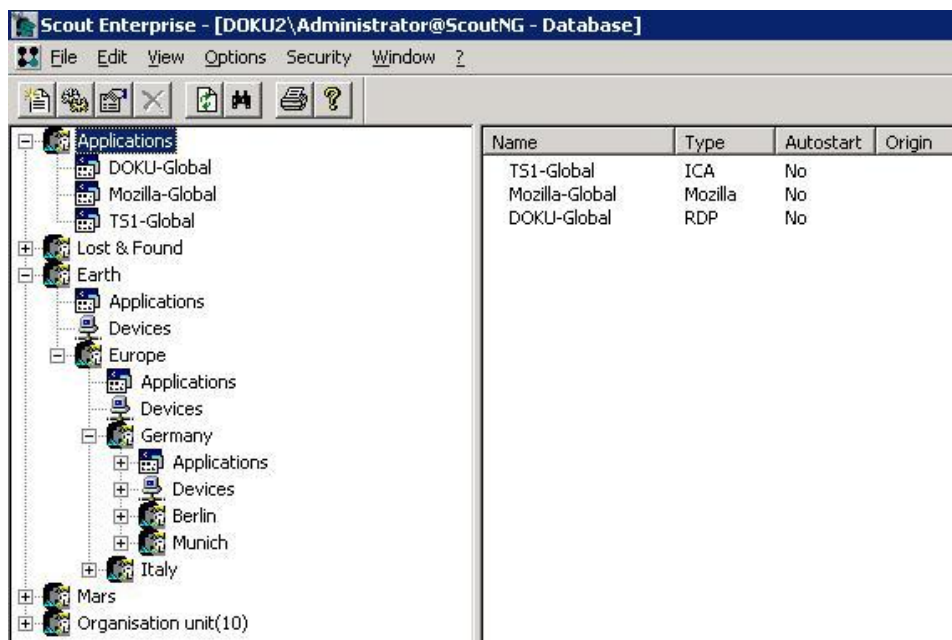 Scout Enterprise - [DOKU2\Administrator@ScoutNG - Database]
File Edit View Options Security Window ?
Applications
DOKU-Global
Mozilla-Global
TS1-Global
Lost & Found
Earth
Applications
Devices
Europe
Applications
Devices
Germany
Applications
Devices
Berlin
Munich
Italy
Mars
Organisation unit(10)
Name Type Autostart Origin
TS1-Global ICA No
Mozilla-Global Mozilla No
DOKU-Global RDP No